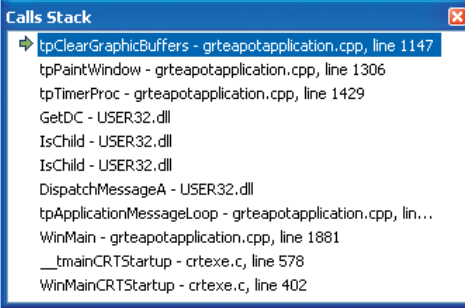 Calls Stack
tpClearGraphicBuffers - grteapotapplication.cpp, line 1147
tpPaintWindow - grteapotapplication.cpp, line 1306
tpTimerProc - grteapotapplication.cpp, line 1429
GetDC - USER32.dll
IsChild - USER32.dll
IsChild - USER32.dll
DispatchMessageA - USER32.dll
tpApplicationMessageLoop - grteapotapplication.cpp, lin...
WinMain - grteapotapplication.cpp, line 1881
__tmainCRTStartup - crtexe.c, line 578
WinMainCRTStartup - crtexe.c, line 402